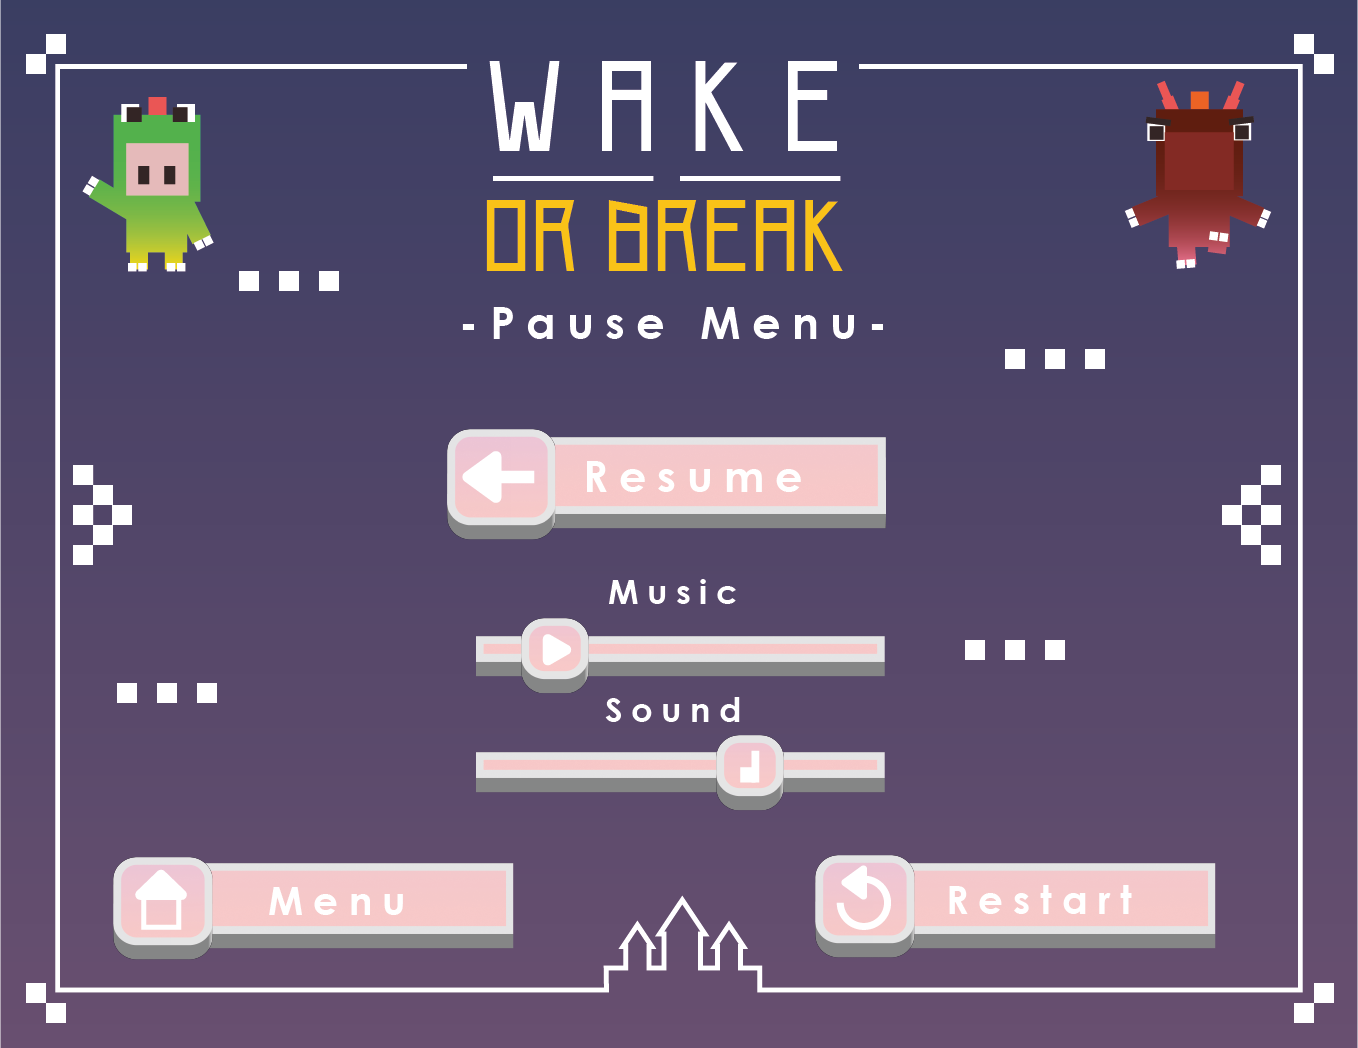 WAKE
OR BREAK
-Pause Menu-
Resume
Music
Sound
Menu
Restart